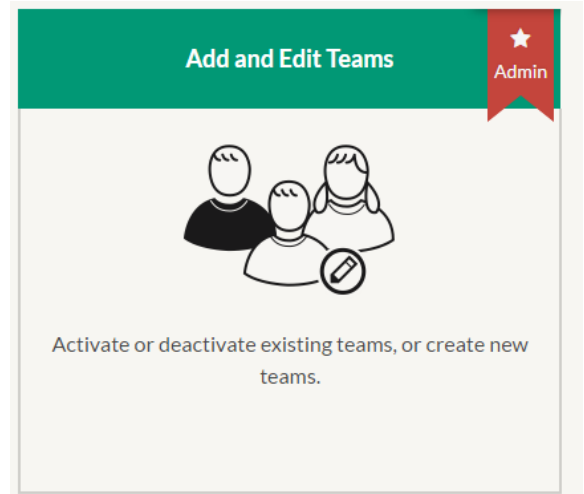 Add and Edit Teams
Admin
Activate or deactivate existing teams, or create new
teams.